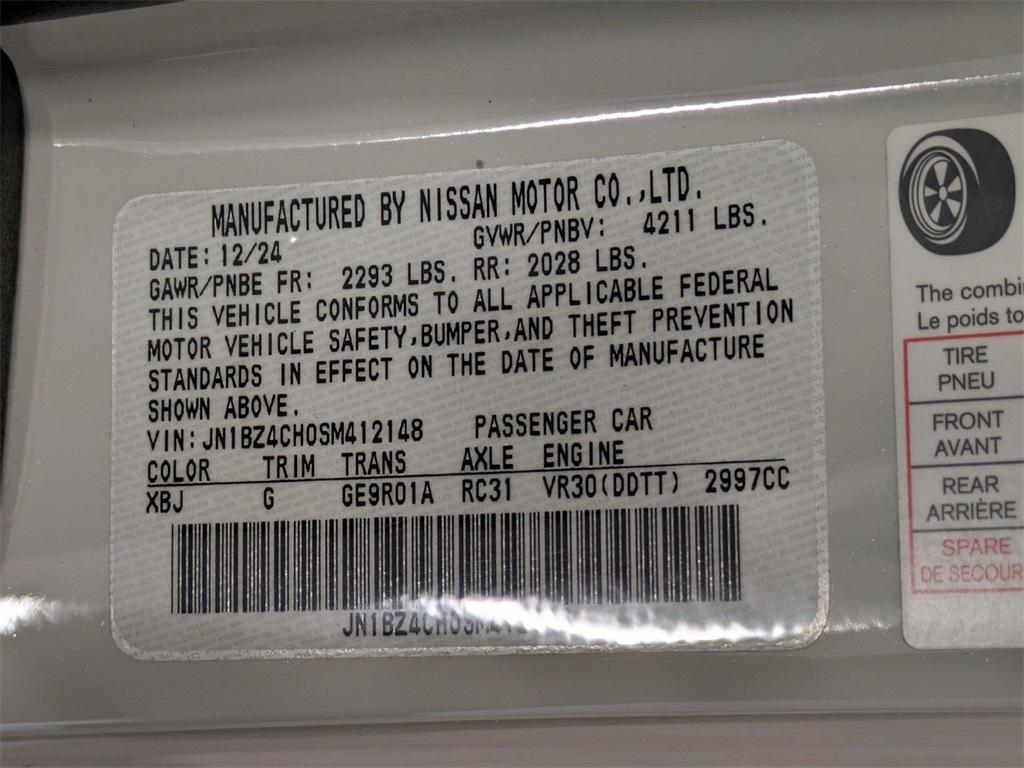 MANUFACTURED BY NISSAN MOTOR CO.,LTD.
DATE: 12/24 GVWR/PNBV: 4211 LBS.
GAWR/PNBE FR: 2293 LBS. RR: 2028 LBS.
THIS VEHICLE CONFORMS TO ALL APPLICABLE FEDERAL
MOTOR VEHICLE SAFETY,BUMPER,AND THEFT PREVENTION
STANDARDS IN EFFECT ON THE DATE OF MANUFACTURE
SHOWN ABOVE.
VIN:JN1BZ4CH0SM412148 PASSENGER CAR
COLOR TRIM TRANS AXLE ENGINE
XBJ G GE9R01A RC31 VR30(DDTT) 2997CC
The
Le poids
TIRE
PNEU
FRONT
AVANT
REAR
ARRIÈRE
SPARE
DE